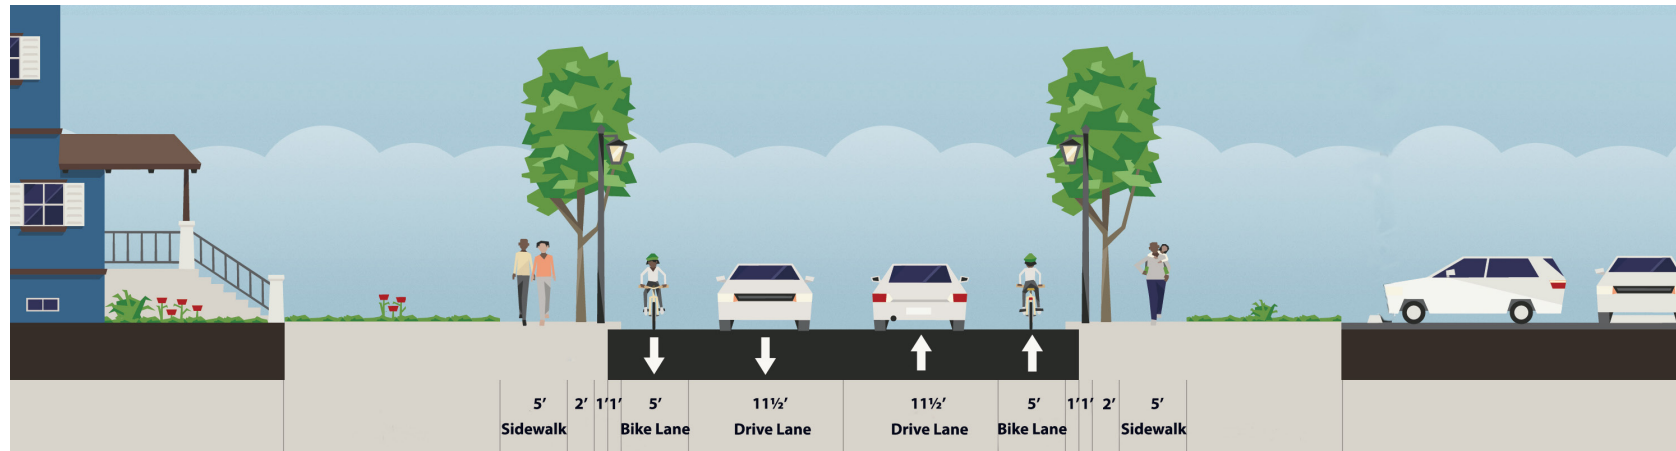 5′ 2′ 1′1′ 5′ 11½′ 11½′ 5′ 1′1′ 2′ 5′
Sidewalk Bike Lane Drive Lane Drive Lane Bike Lane Sidewalk